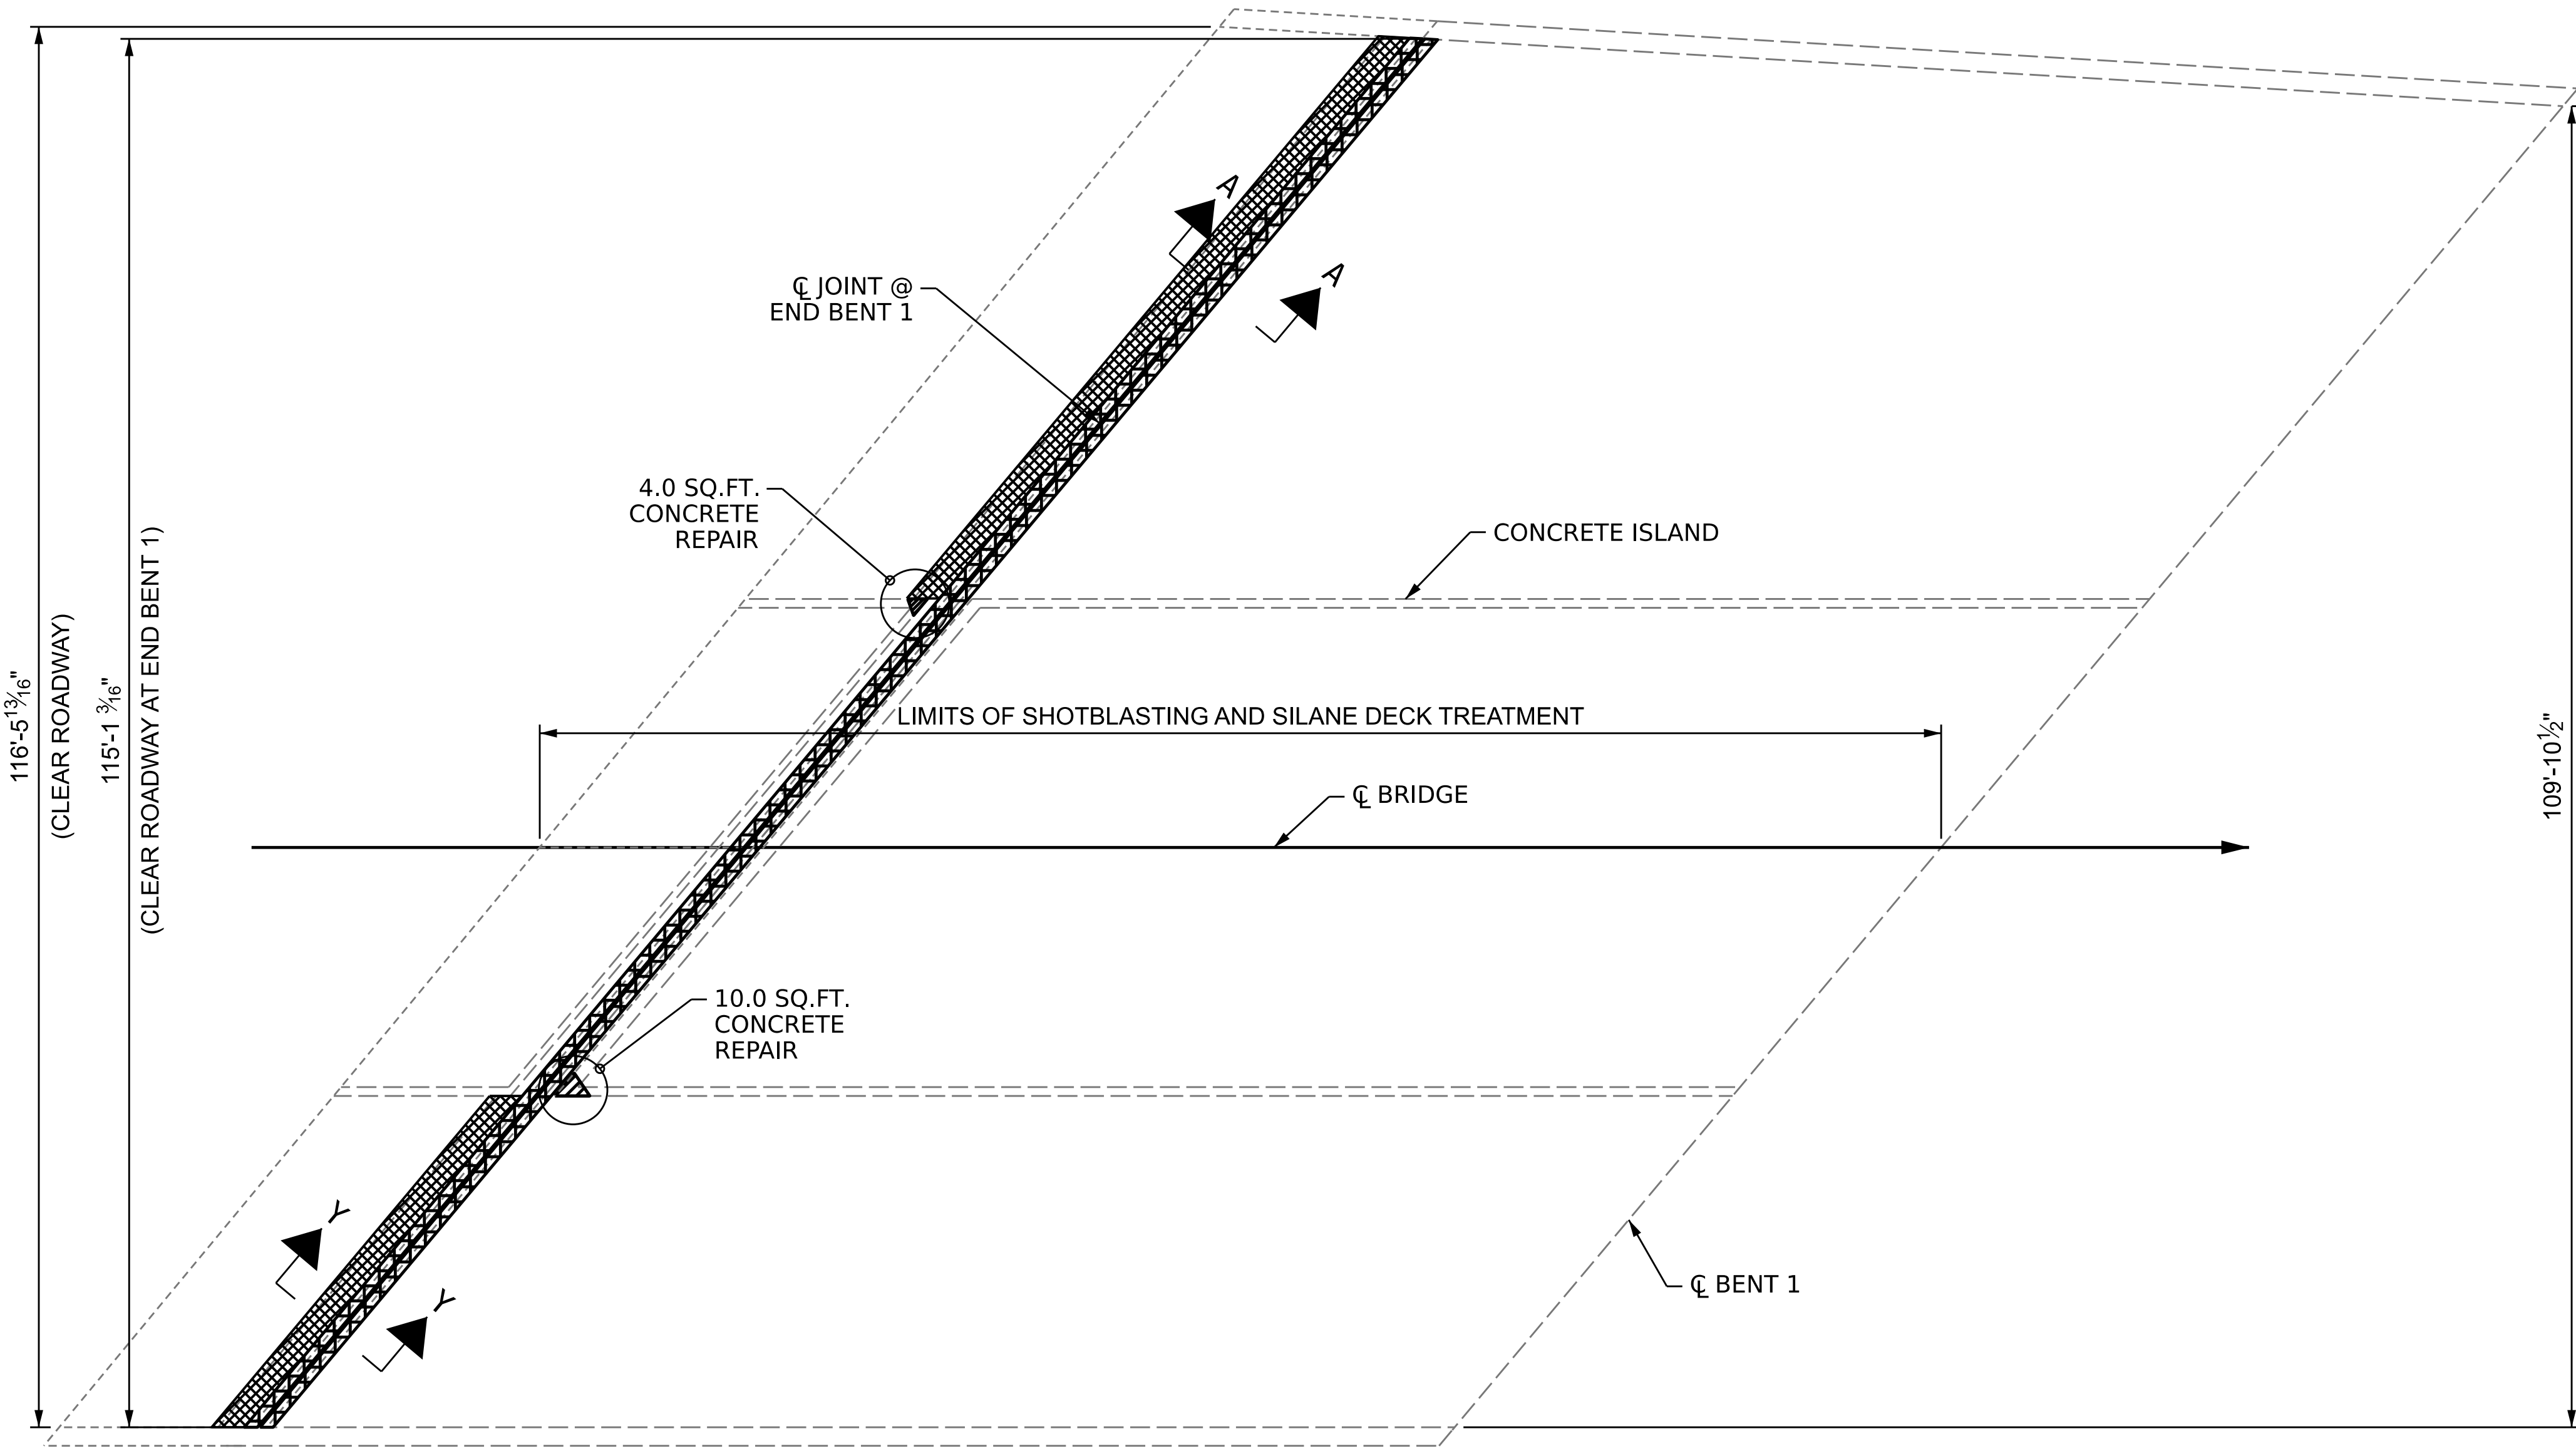 A
A
℄ JOINT @
END BENT 1
4.0 SQ.FT.
CONCRETE
REPAIR
CONCRETE ISLAND
116'-5 13/16"
(CLEAR ROADWAY)
115'-1 3/16"
(CLEAR ROADWAY AT END BENT 1)
LIMITS OF SHOTBLASTING AND SILANE DECK TREATMENT
℄ BRIDGE
109'-10 1/2"
10.0 SQ.FT.
CONCRETE
REPAIR
Y
Y
℄ BENT 1